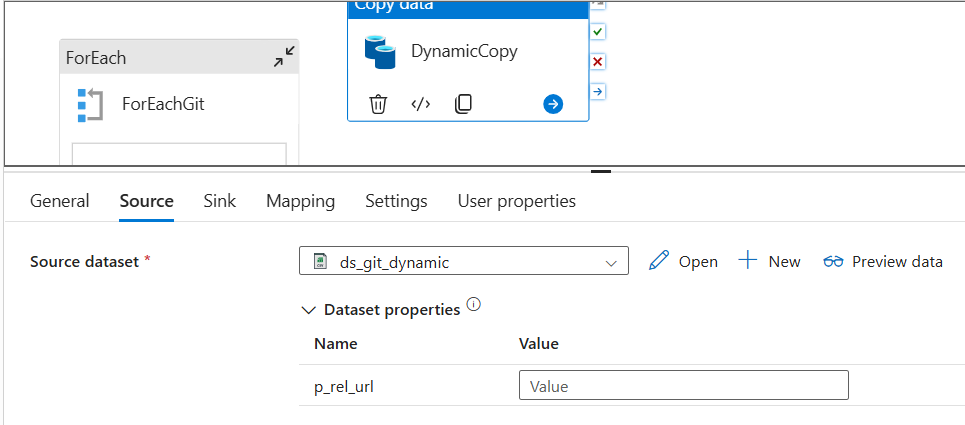 Copy data
ForEach
DynamicCopy
ForEachGit
General Source Sink Mapping Settings User properties
Source dataset * ds_git_dynamic Open New Preview data
Dataset properties
Name Value
p_rel_url Value